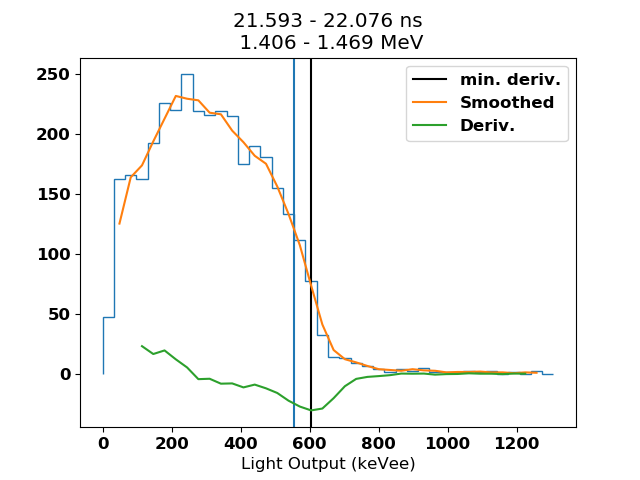 21.593 - 22.076 ns
1.406 - 1.469 MeV
min. deriv.
Smoothed
Deriv.
250
200
150
100
50
0
0 200 400 600 800 1000 1200
Light Output (keVee)